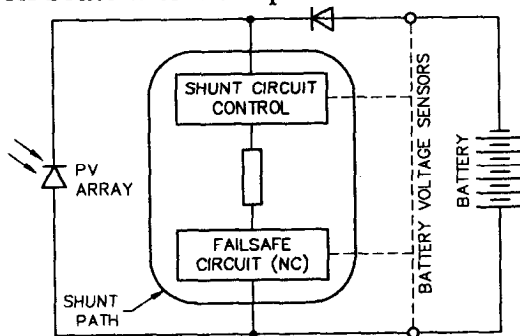 SHUNT CIRCUIT
CONTROL
PV
ARRAY
FAILSAFE
CIRCUIT (NC)
SHUNT
PATH
BATTERY VOLTAGE SENSORS
BATTERY